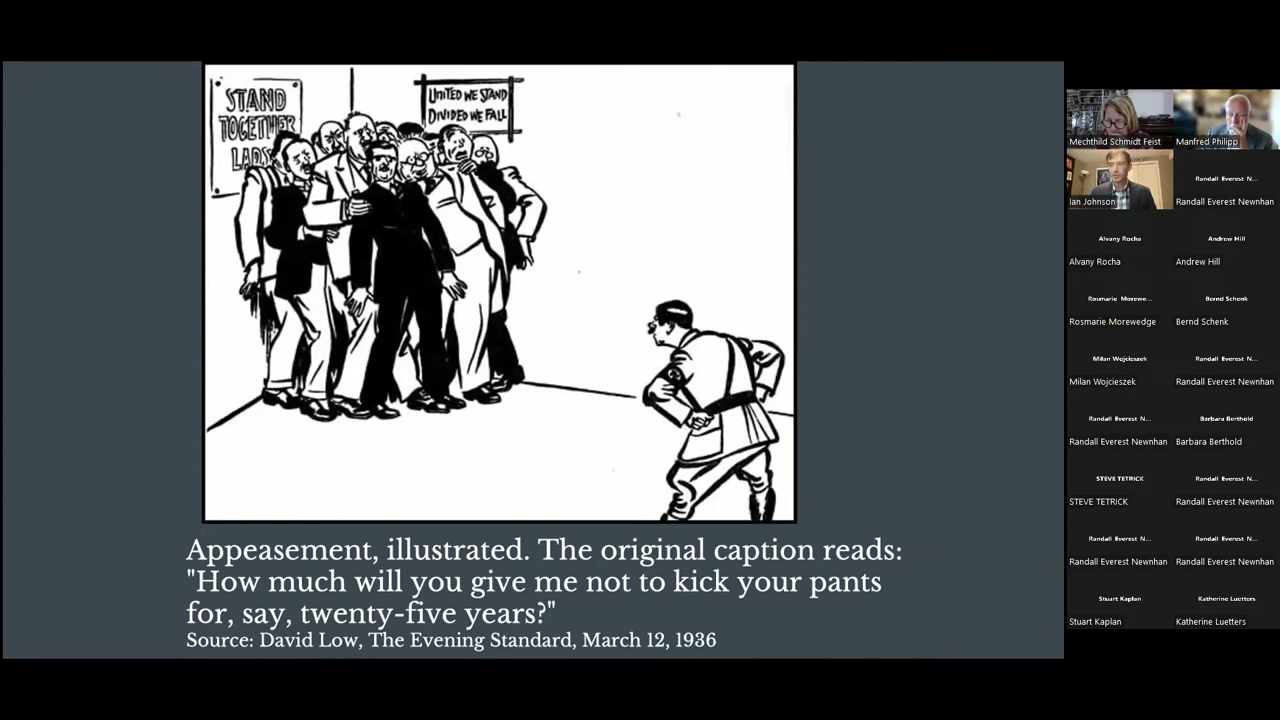 STAND
TOGETHER
LADS
UNITED WE STAND
DIVIDED WE FALL
Appeasement, illustrated. The original caption reads:
"How much will you give me not to kick your pants
for, say, twenty-five years?"
Source: David Low, The Evening Standard, March 12, 1936
Mechthild Schmidt Feist
Manfred Philipp
Ian Johnson
Randall Everest N...
Randall Everest Newnhan
Alvany Rocha
Alvany Rocha
Andrew Hill
Andrew Hill
Rosmarie Morewe...
Rosmarie Morewedge
Bernd Schenk
Bernd Schenk
Milan Wojcieszek
Milan Wojcieszek
Randall Everest N...
Randall Everest Newnhan
Randall Everest N...
Randall Everest Newnhan
Barbara Berthold
Barbara Berthold
STEVE TETRICK
STEVE TETRICK
Randall Everest N...
Randall Everest Newnhan
Randall Everest N...
Randall Everest Newnhan
Randall Everest N...
Randall Everest Newnhan
Stuart Kaplan
Stuart Kaplan
Katherine Luetters
Katherine Luetters